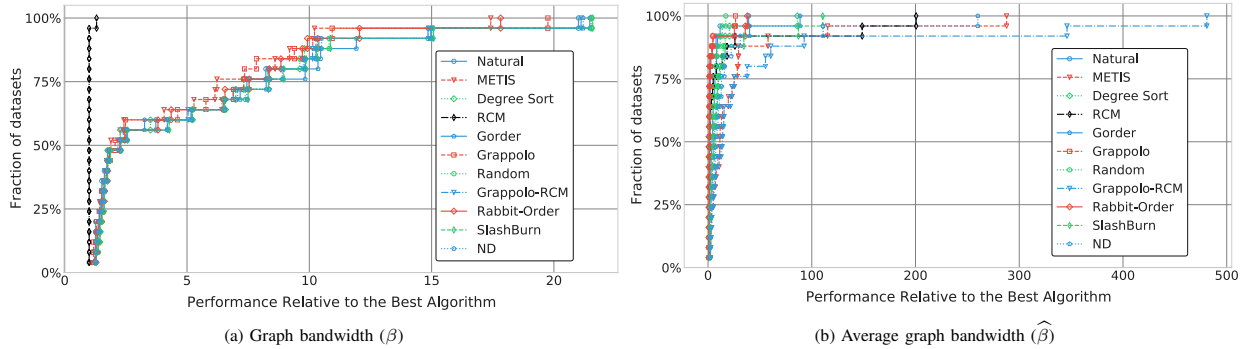 100%
75%
50%
25%
0%
Fraction of datasets
0
5
10
15
20
Performance Relative to the Best Algorithm
Natural
METIS
Degree Sort
RCM
Gorder
Grappolo
Random
Grappolo-RCM
Rabbit-Order
SlashBurn
ND
(a) Graph bandwidth (β)
100%
75%
50%
25%
0%
Fraction of datasets
0
100
200
300
400
500
Performance Relative to the Best Algorithm
Natural
METIS
Degree Sort
RCM
Gorder
Grappolo
Random
Grappolo-RCM
Rabbit-Order
SlashBurn
ND
(b) Average graph bandwidth (β̂)